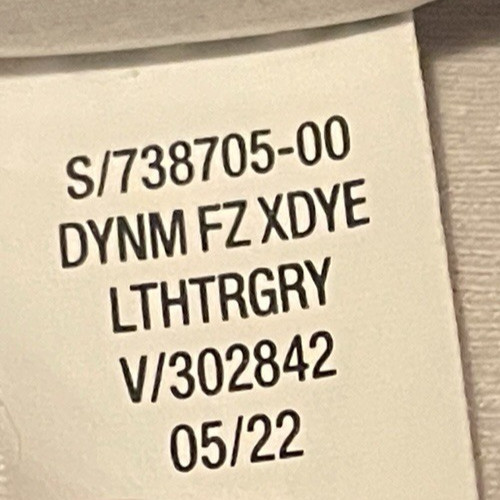 S/738705-00
DYNM FZ XDYE
LTHTRGRY
V/302842
05/22